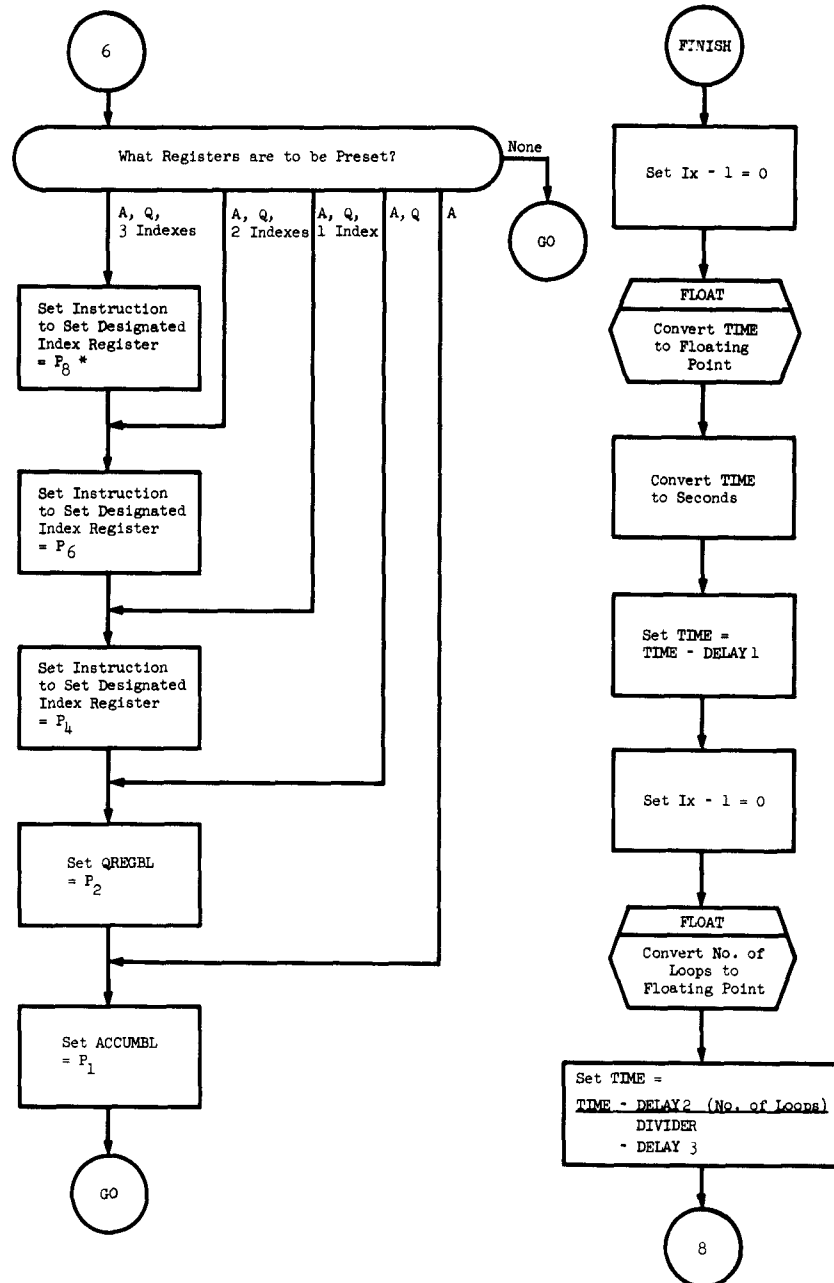 6
What Registers are to be Preset?
None
GO
A, Q,
3 Indexes
A, Q,
2 Indexes
A, Q,
1 Index
A, Q
A
Set Instruction
to Set Designated
Index Register
= P8 *
Set Instruction
to Set Designated
Index Register
= P6
Set Instruction
to Set Designated
Index Register
= P4
Set QREGBL
= P2
Set ACCUMBL
= P1
GO
FINISH
Set Ix - 1 = 0
FLOAT
Convert TIME
to Floating
Point
Convert TIME
to Seconds
Set TIME =
TIME - DELAY1
Set Ix - 1 = 0
FLOAT
Convert No. of
Loops to
Floating Point
Set TIME =
TIME - DELAY2 (No. of Loops)
DIVIDER
- DELAY 3
8